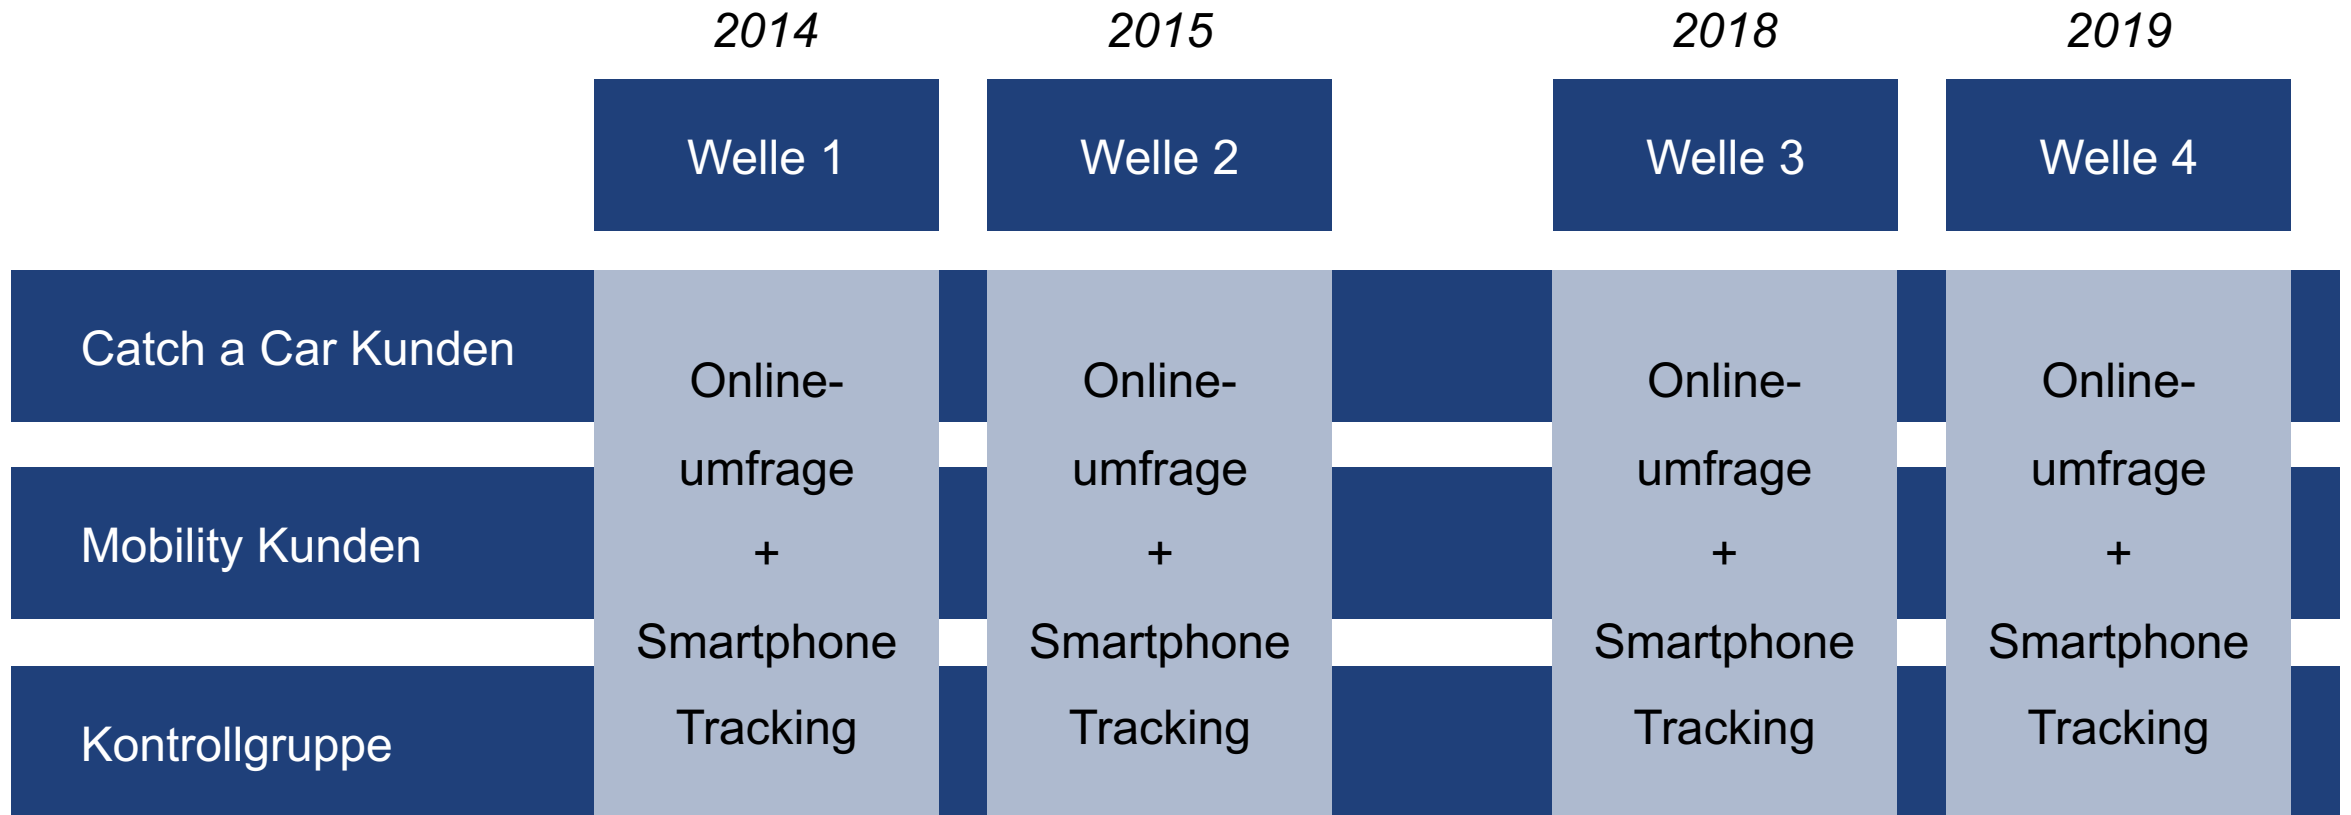 2014
2015
2018
2019
Welle 1
Welle 2
Welle 3
Welle 4
Catch a Car Kunden
Mobility Kunden
Kontrollgruppe
Online-
umfrage
+
Smartphone
Tracking
Online-
umfrage
+
Smartphone
Tracking
Online-
umfrage
+
Smartphone
Tracking
Online-
umfrage
+
Smartphone
Tracking